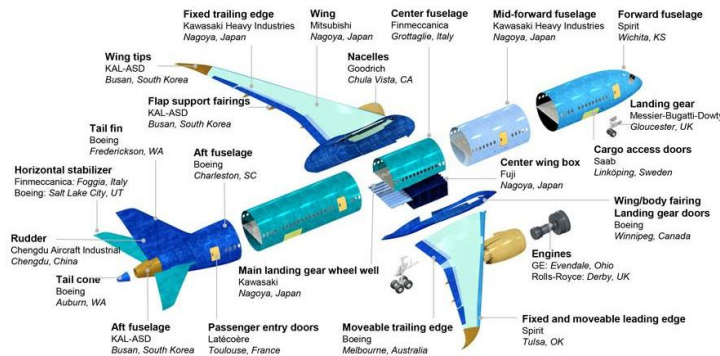 Fixed trailing edge
Kawasaki Heavy Industries
Nagoya, Japan
Wing
Mitsubishi
Nagoya, Japan
Center fuselage
Finmeccanica
Grottaglie, Italy
Mid-forward fuselage
Kawasaki Heavy Industries
Nagoya, Japan
Forward fuselage
Spirit
Wichita, KS
Wing tips
KAL-ASD
Busan, South Korea
Nacelles
Goodrich
Chula Vista, CA
Flap support fairings
KAL-ASD
Busan, South Korea
Landing gear
Messier-Bugatti-Dowty
Gloucester, UK
Tail fin
Boeing
Frederickson, WA
Cargo access doors
Saab
Linköping, Sweden
Aft fuselage
Boeing
Charleston, SC
Center wing box
Fuji
Nagoya, Japan
Horizontal stabilizer
Finmeccanica: Foggia, Italy
Boeing: Salt Lake City, UT
Wing/body fairing
Landing gear doors
Boeing
Winnipeg, Canada
Rudder
Chengdu Aircraft Industrial
Chengdu, China
Engines
GE: Evendale, Ohio
Rolls-Royce: Derby, UK
Main landing gear wheel well
Kawasaki
Nagoya, Japan
Tail cone
Boeing
Auburn, WA
Aft fuselage
KAL-ASD
Busan, South Korea
Passenger entry doors
Latécoère
Toulouse, France
Moveable trailing edge
Boeing
Melbourne, Australia
Fixed and moveable leading edge
Spirit
Tulsa, OK